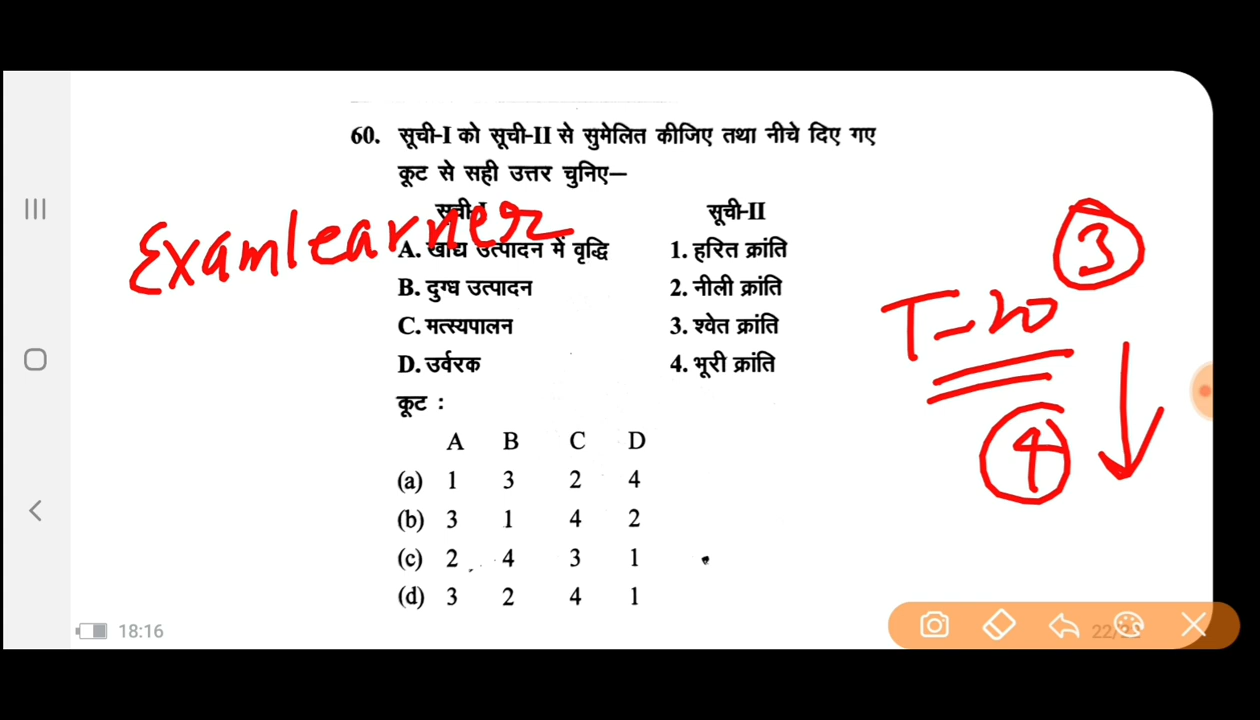 60. सूची-I को सूची-II से सुमेलित कीजिए तथा नीचे दिए गए
कूट से सही उत्तर चुनिए–
सूची-I सूची-II
Examlearner
A. खाद्य उत्पादन में वृद्धि 1. हरित क्रांति
B. दुग्ध उत्पादन 2. नीली क्रांति
C. मत्स्यपालन 3. श्वेत क्रांति
D. उर्वरक 4. भूरी क्रांति
कूट :
A B C D
(a) 1 3 2 4
(b) 3 1 4 2
(c) 2 4 3 1
(d) 3 2 4 1
3
T-20
4
18:16